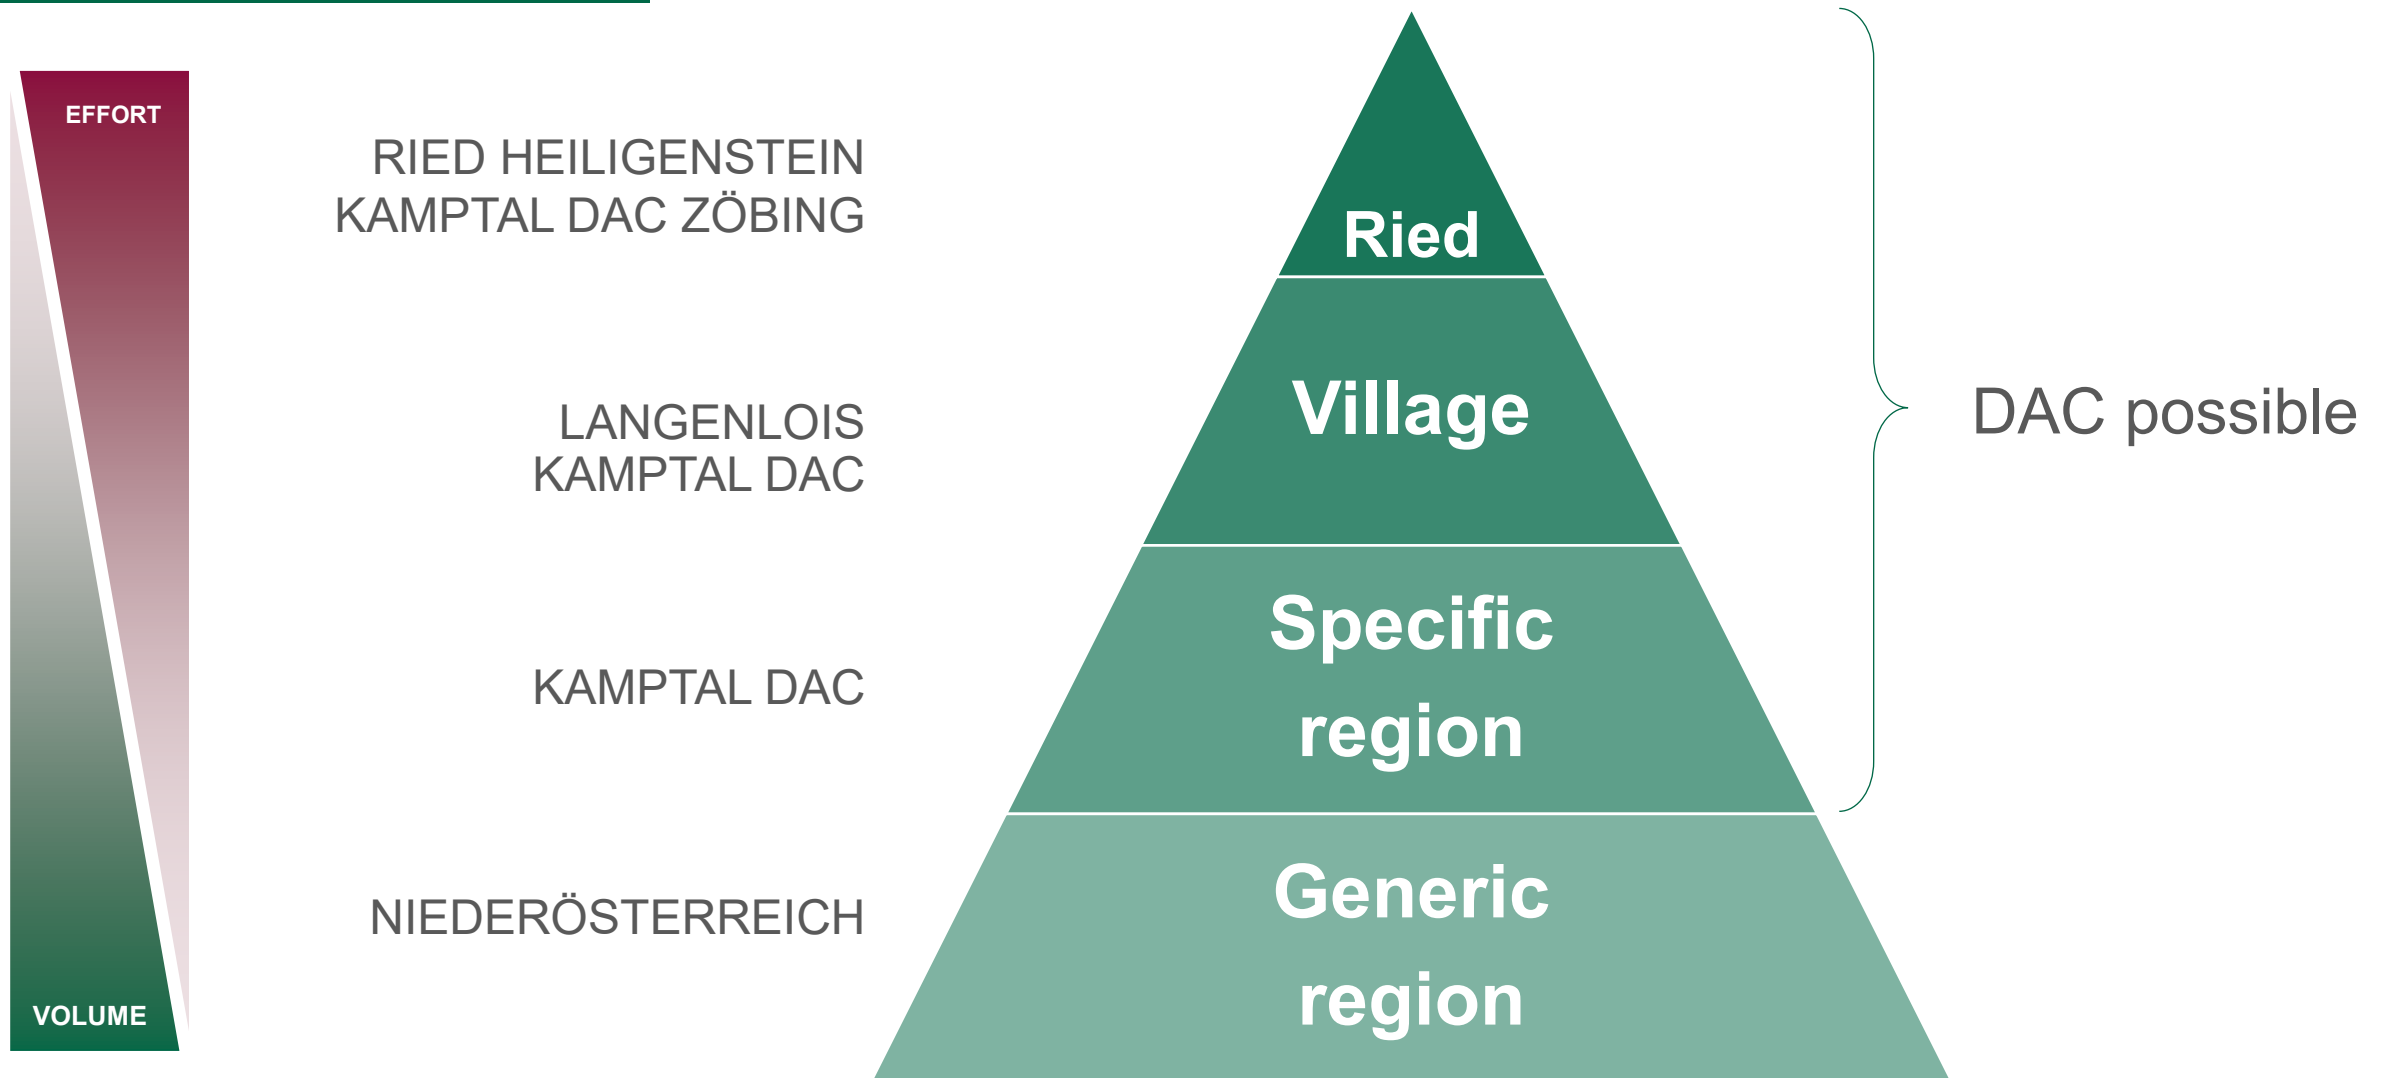 EFFORT
RIED HEILIGENSTEIN
KAMPTAL DAC ZÖBING
Ried
LANGENLOIS
KAMPTAL DAC
Village
DAC possible
KAMPTAL DAC
Specific
region
NIEDERÖSTERREICH
Generic
region
VOLUME